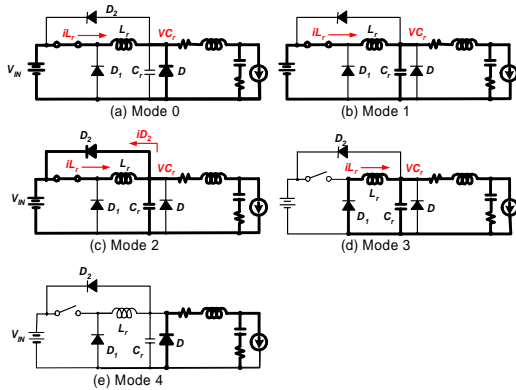 D2
iLr Lr VCr
VIN
D1 Cr D
(a) Mode 0
iLr Lr VCr
D1 Cr D
(b) Mode 1
iD2
D2
iLr Lr VCr
VIN
D1 Cr D
(c) Mode 2
D2
iLr VCr
Lr
D1 Cr D
(d) Mode 3
D2
VIN
Lr
D1 Cr D
(e) Mode 4